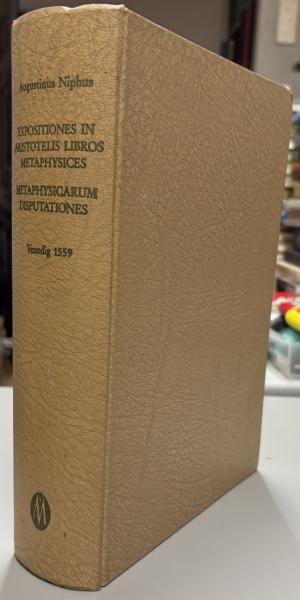 Augustinus Niphus
EXPOSITIONES IN
ARISTOTELIS LIBROS
METAPHYSICES
METAPHYSICARUM
DISPUTATIONES
Venedig 1559
M